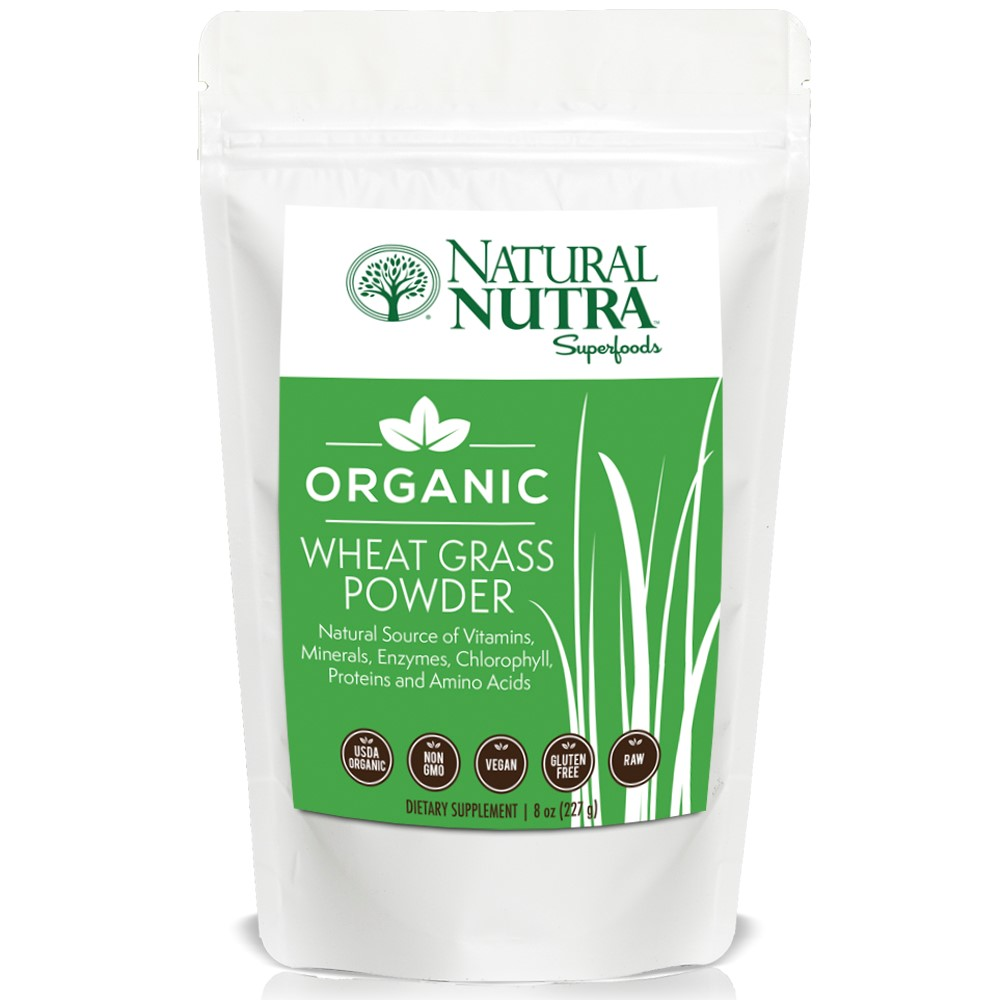 NATURAL
NUTRA™
Superfoods
®
ORGANIC
WHEAT GRASS
POWDER
Natural Source of Vitamins,
Minerals, Enzymes, Chlorophyll,
Proteins and Amino Acids
USDA
ORGANIC
NON
GMO
VEGAN
GLUTEN
FREE
RAW
DIETARY SUPPLEMENT | 8 oz (227 g)